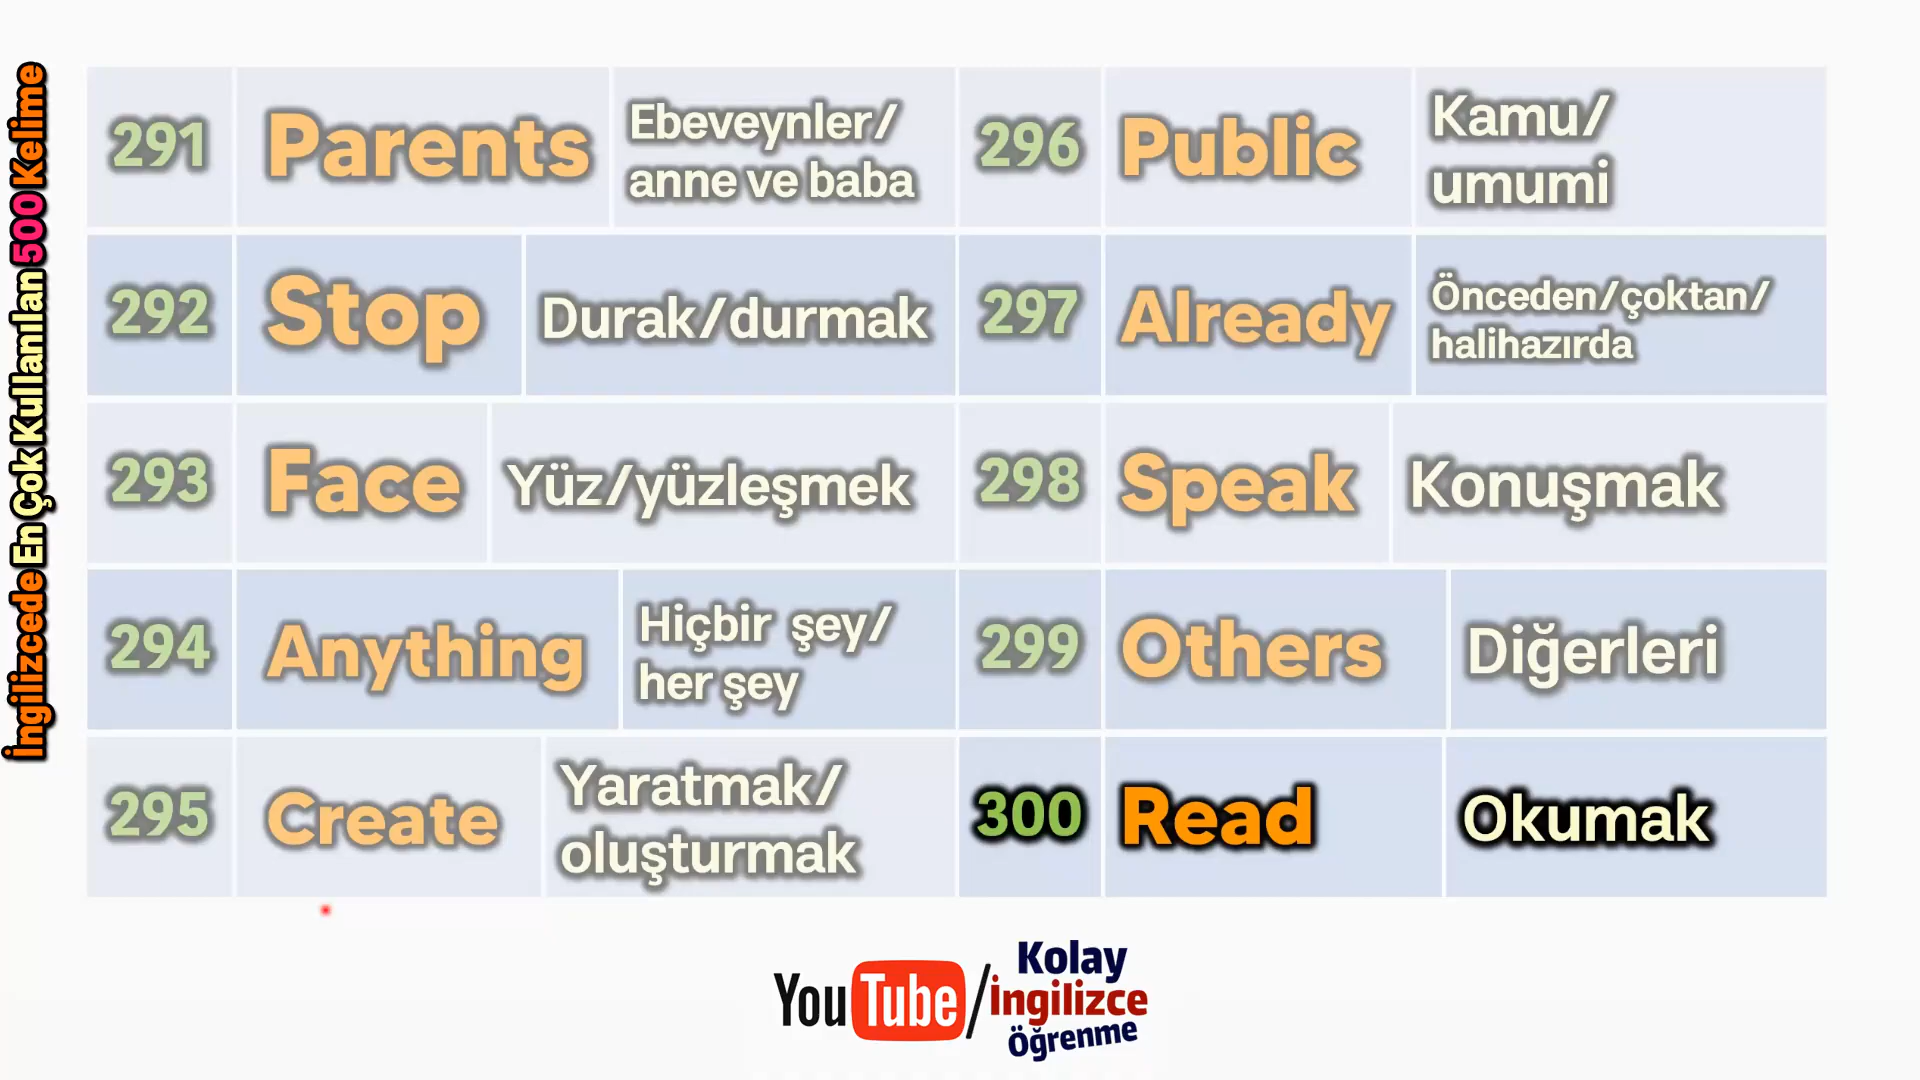 İngilizcede En Çok Kullanılan 500 Kelime
291 Parents Ebeveynler/
anne ve baba
292 Stop Durak/durmak
293 Face Yüz/yüzleşmek
294 Anything Hiçbir şey/
her şey
295 Create Yaratmak/
oluşturmak
296 Public Kamu/
umumi
297 Already Önceden/çoktan/
halihazırda
298 Speak Konuşmak
299 Others Diğerleri
300 Read Okumak
YouTube/Kolay
İngilizce
Öğrenme